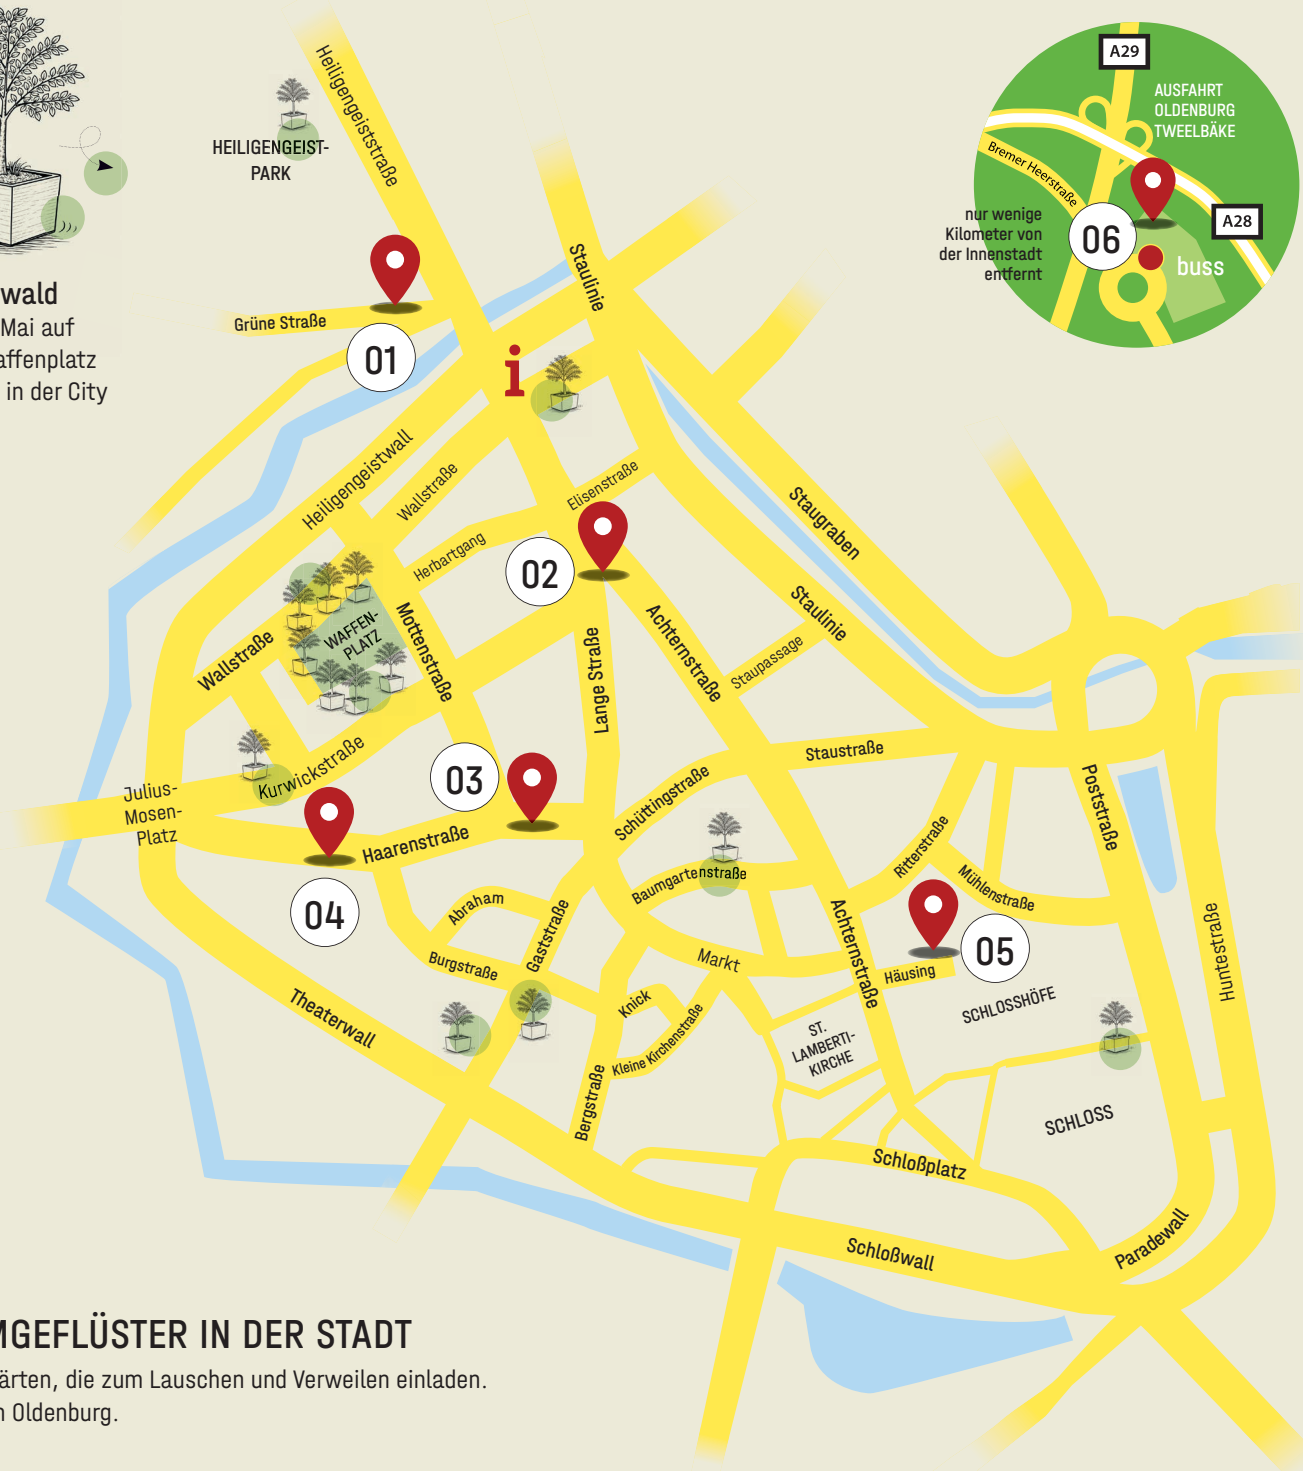 A29
AUSFAHRT
OLDENBURG
TWEELBÄKE
Bremer Heerstraße
nur wenige
Kilometer von
der Innenstadt
entfernt
06
A28
buss
Heiligengeiststraße
HEILIGENGEIST-
PARK
wald
Mai auf
affenplatz
in der City
Grüne Straße
01
i
Staulinie
Heiligengeistwall
Wallstraße
Elisenstraße
Herbartgang
02
Staugraben
Staulinie
WAFFEN-
PLATZ
Mottenstraße
Wallstraße
Lange Straße
Achternstraße
Staupassage
Kurwickstraße
Julius-
Mosen-
Platz
03
Haarenstraße
04
Schüttingstraße
Staustraße
Poststraße
Ritterstraße
Mühlenstraße
Baumgartenstraße
Abraham
Gaststraße
Burgstraße
Markt
Achternstraße
Häusing
05
SCHLOSSHÖFE
Huntestraße
Theaterwall
Knick
Kleine Kirchenstraße
Bergstraße
ST.
LAMBERTI-
KIRCHE
SCHLOSS
Schloßplatz
Schloßwall
Paradewall
MGEFLÜSTER IN DER STADT
ärten, die zum Lauschen und Verweilen einladen.
n Oldenburg.